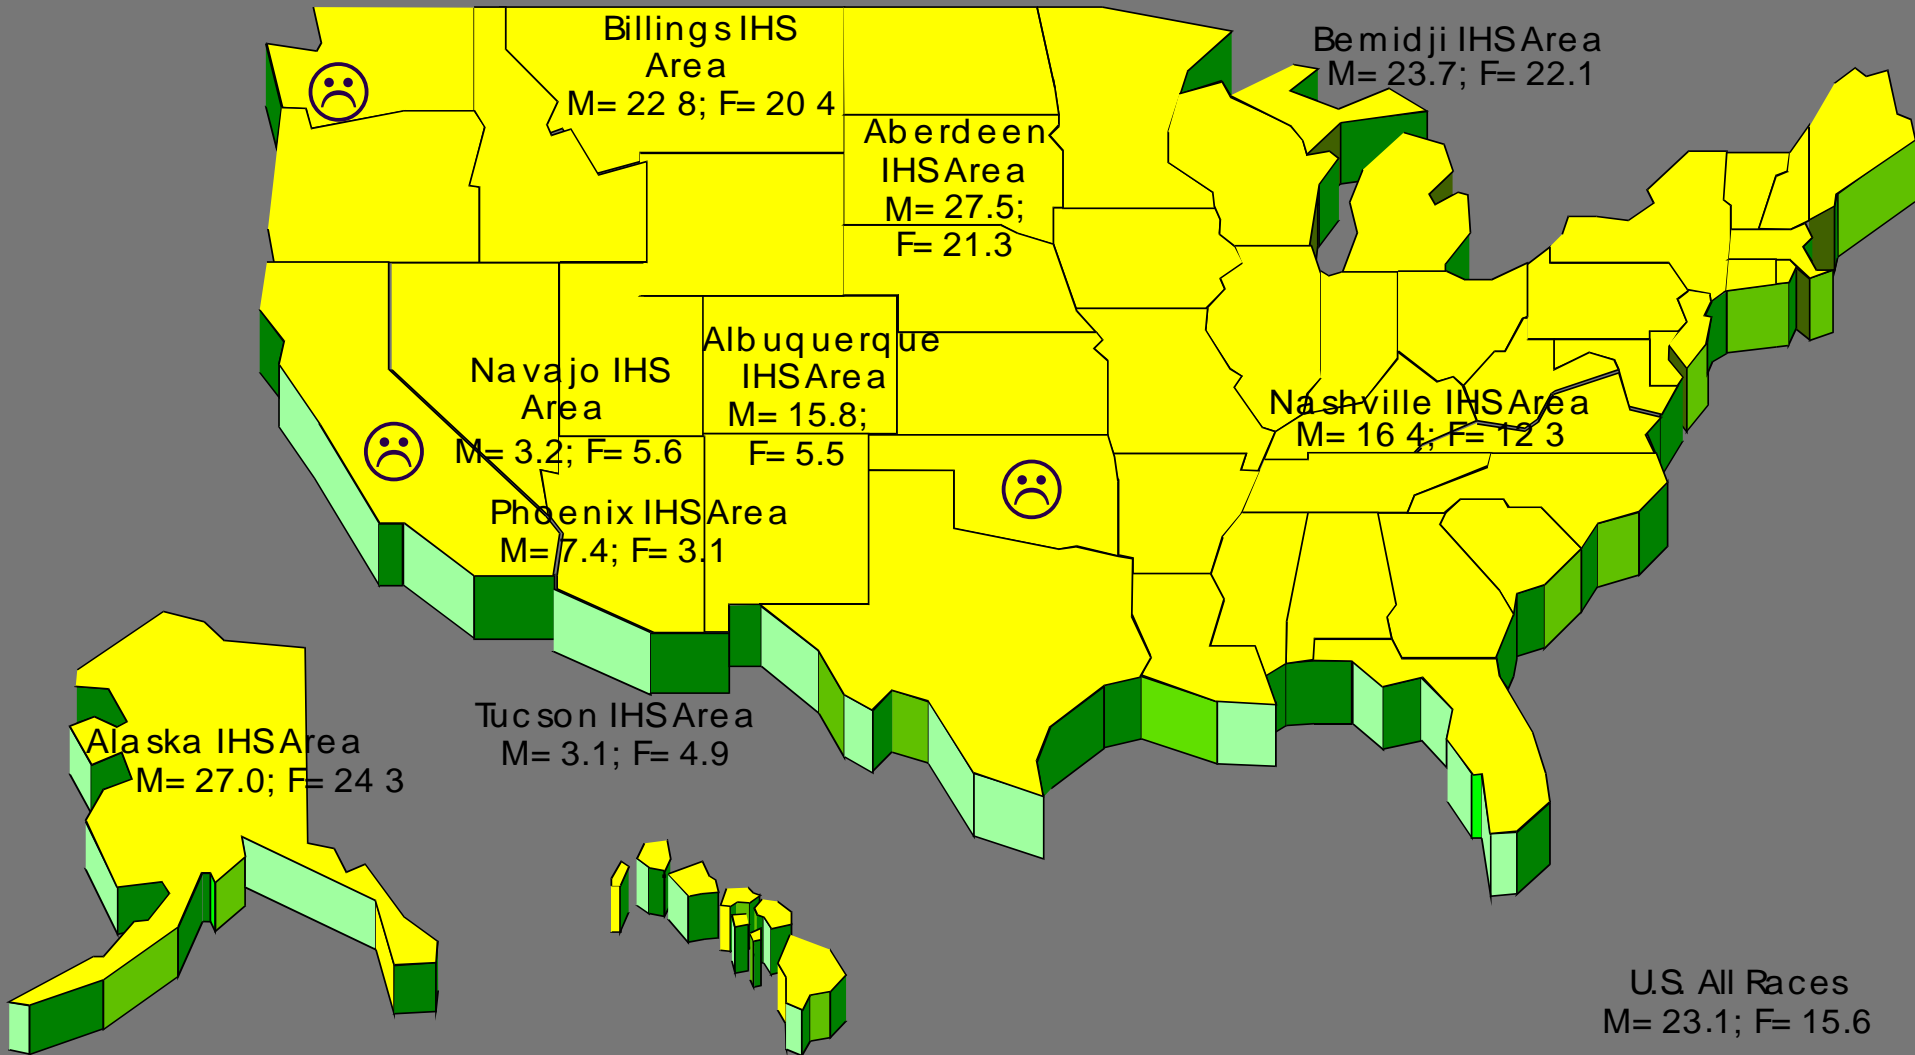 Billings IHS
Area
M= 22 8; F= 20 4
Bemidji IHS Area
M= 23.7; F= 22.1
Aberdeen
IHS Area
M= 27.5;
F= 21.3
Albuquerque
IHS Area
M= 15.8;
F= 5.5
Navajo IHS
Area
M= 3.2; F= 5.6
Nashville IHS Area
M= 16 4; F= 12 3
Phoenix IHS Area
M= 7.4; F= 3.1
Tucson IHS Area
M= 3.1; F= 4.9
Alaska IHS Area
M= 27.0; F= 24 3
U.S. All Races
M= 23.1; F= 15.6